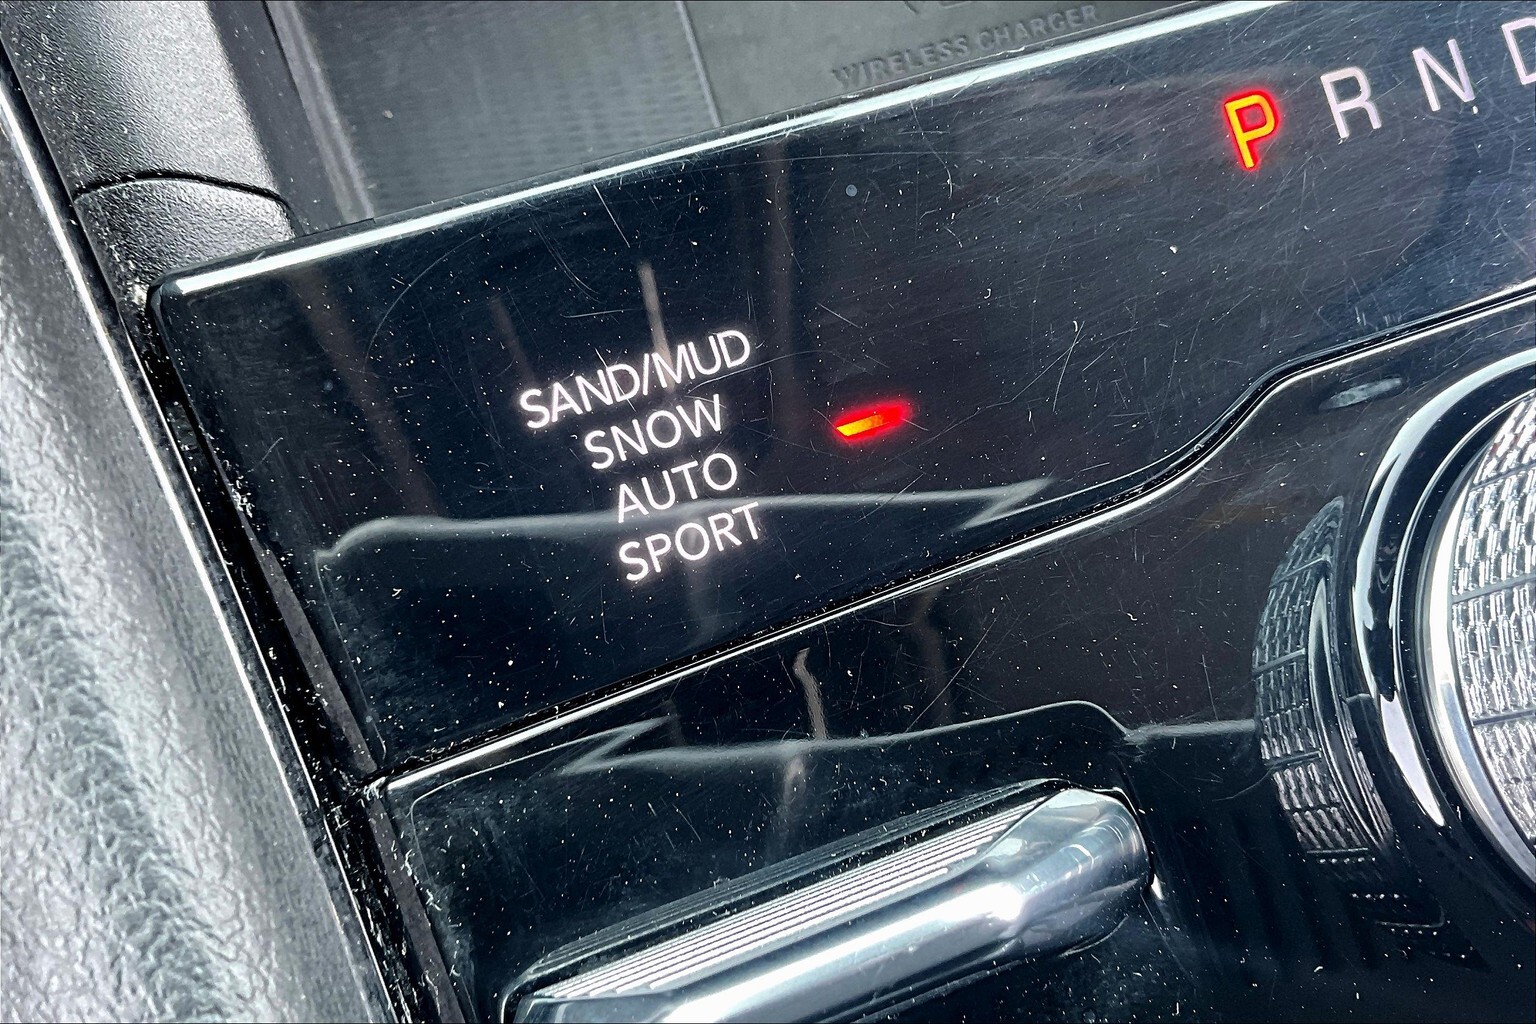 WIRELESS CHARGER
P R N D
SAND/MUD
SNOW
AUTO
SPORT